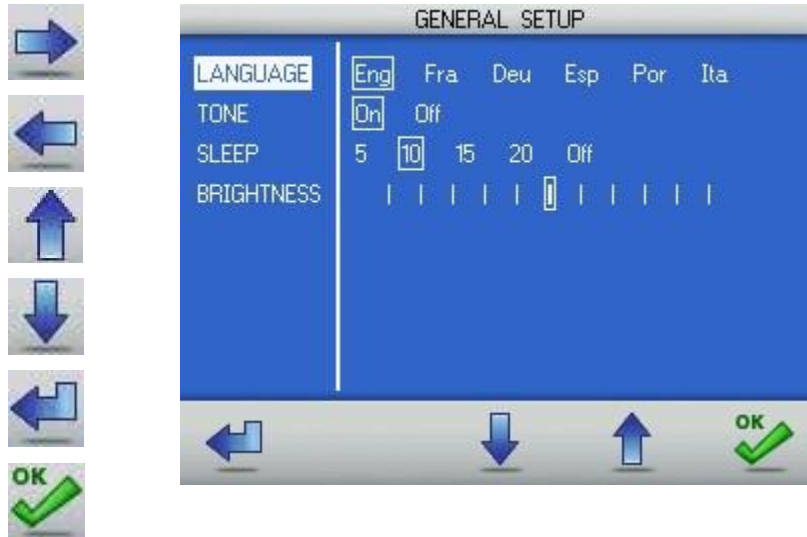 GENERAL SETUP
LANGUAGE Eng Fra Deu Esp Por Ita
TONE On Off
SLEEP 5 10 15 20 Off
BRIGHTNESS
OK
OK